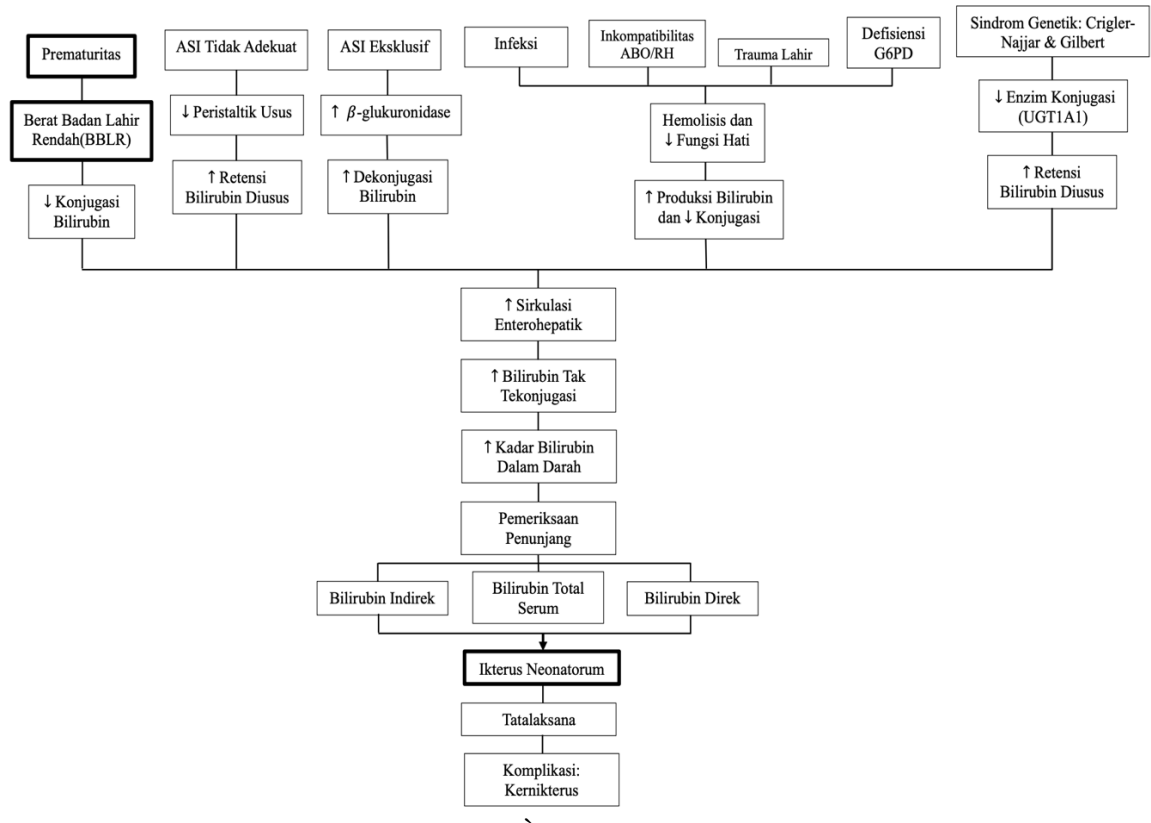 Prematuritas
Berat Badan Lahir
Rendah(BBLR)
↓ Konjugasi
Bilirubin
ASI Tidak Adekuat
↓ Peristaltik Usus
↑ Retensi
Bilirubin Diusus
ASI Eksklusif
↑ β-glukuronidase
↑ Dekonjugasi
Bilirubin
Infeksi
Inkompatibilitas
ABO/RH
Trauma Lahir
Defisiensi
G6PD
Hemolisis dan
↓ Fungsi Hati
↑ Produksi Bilirubin
dan ↓ Konjugasi
Sindrom Genetik: Crigler-
Najjar & Gilbert
↓ Enzim Konjugasi
(UGT1A1)
↑ Retensi
Bilirubin Diusus
↑ Sirkulasi
Enterohepatik
↑ Bilirubin Tak
Tekonjugasi
↑ Kadar Bilirubin
Dalam Darah
Pemeriksaan
Penunjang
Bilirubin Indirek
Bilirubin Total
Serum
Bilirubin Direk
Ikterus Neonatorum
Tatalaksana
Komplikasi:
Kernikterus